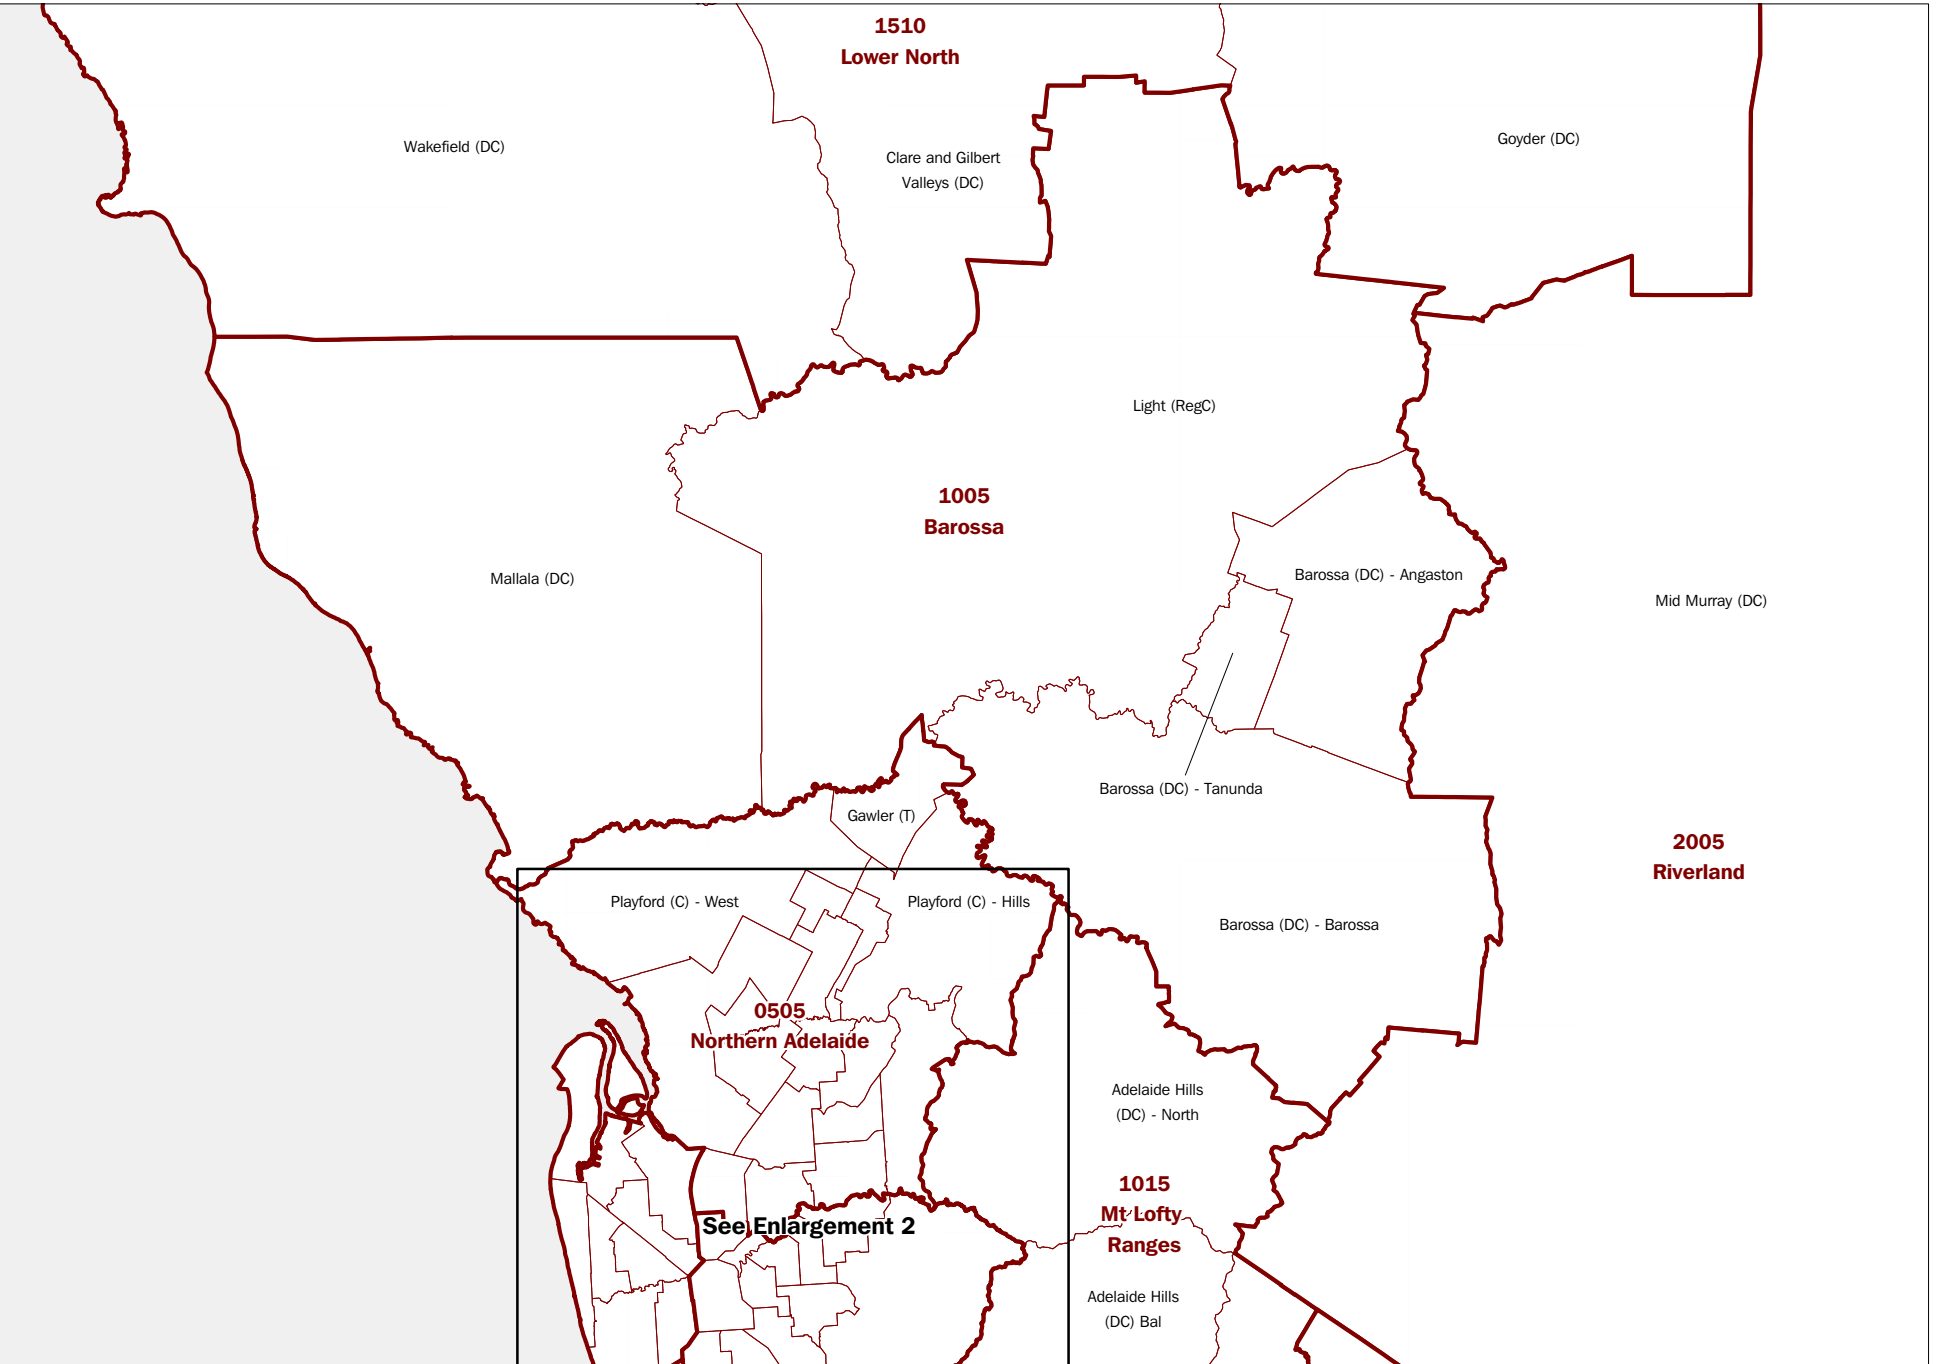 1510
Lower North
Wakefield (DC)
Clare and Gilbert
Valleys (DC)
Goyder (DC)
Light (RegC)
1005
Barossa
Mallala (DC)
Barossa (DC) - Angaston
Mid Murray (DC)
Barossa (DC) - Tanunda
Gawler (T)
2005
Riverland
Playford (C) - West
Playford (C) - Hills
Barossa (DC) - Barossa
0505
Northern Adelaide
Adelaide Hills
(DC) - North
1015
Mt Lofty
Ranges
See Enlargement 2
Adelaide Hills
(DC) Bal